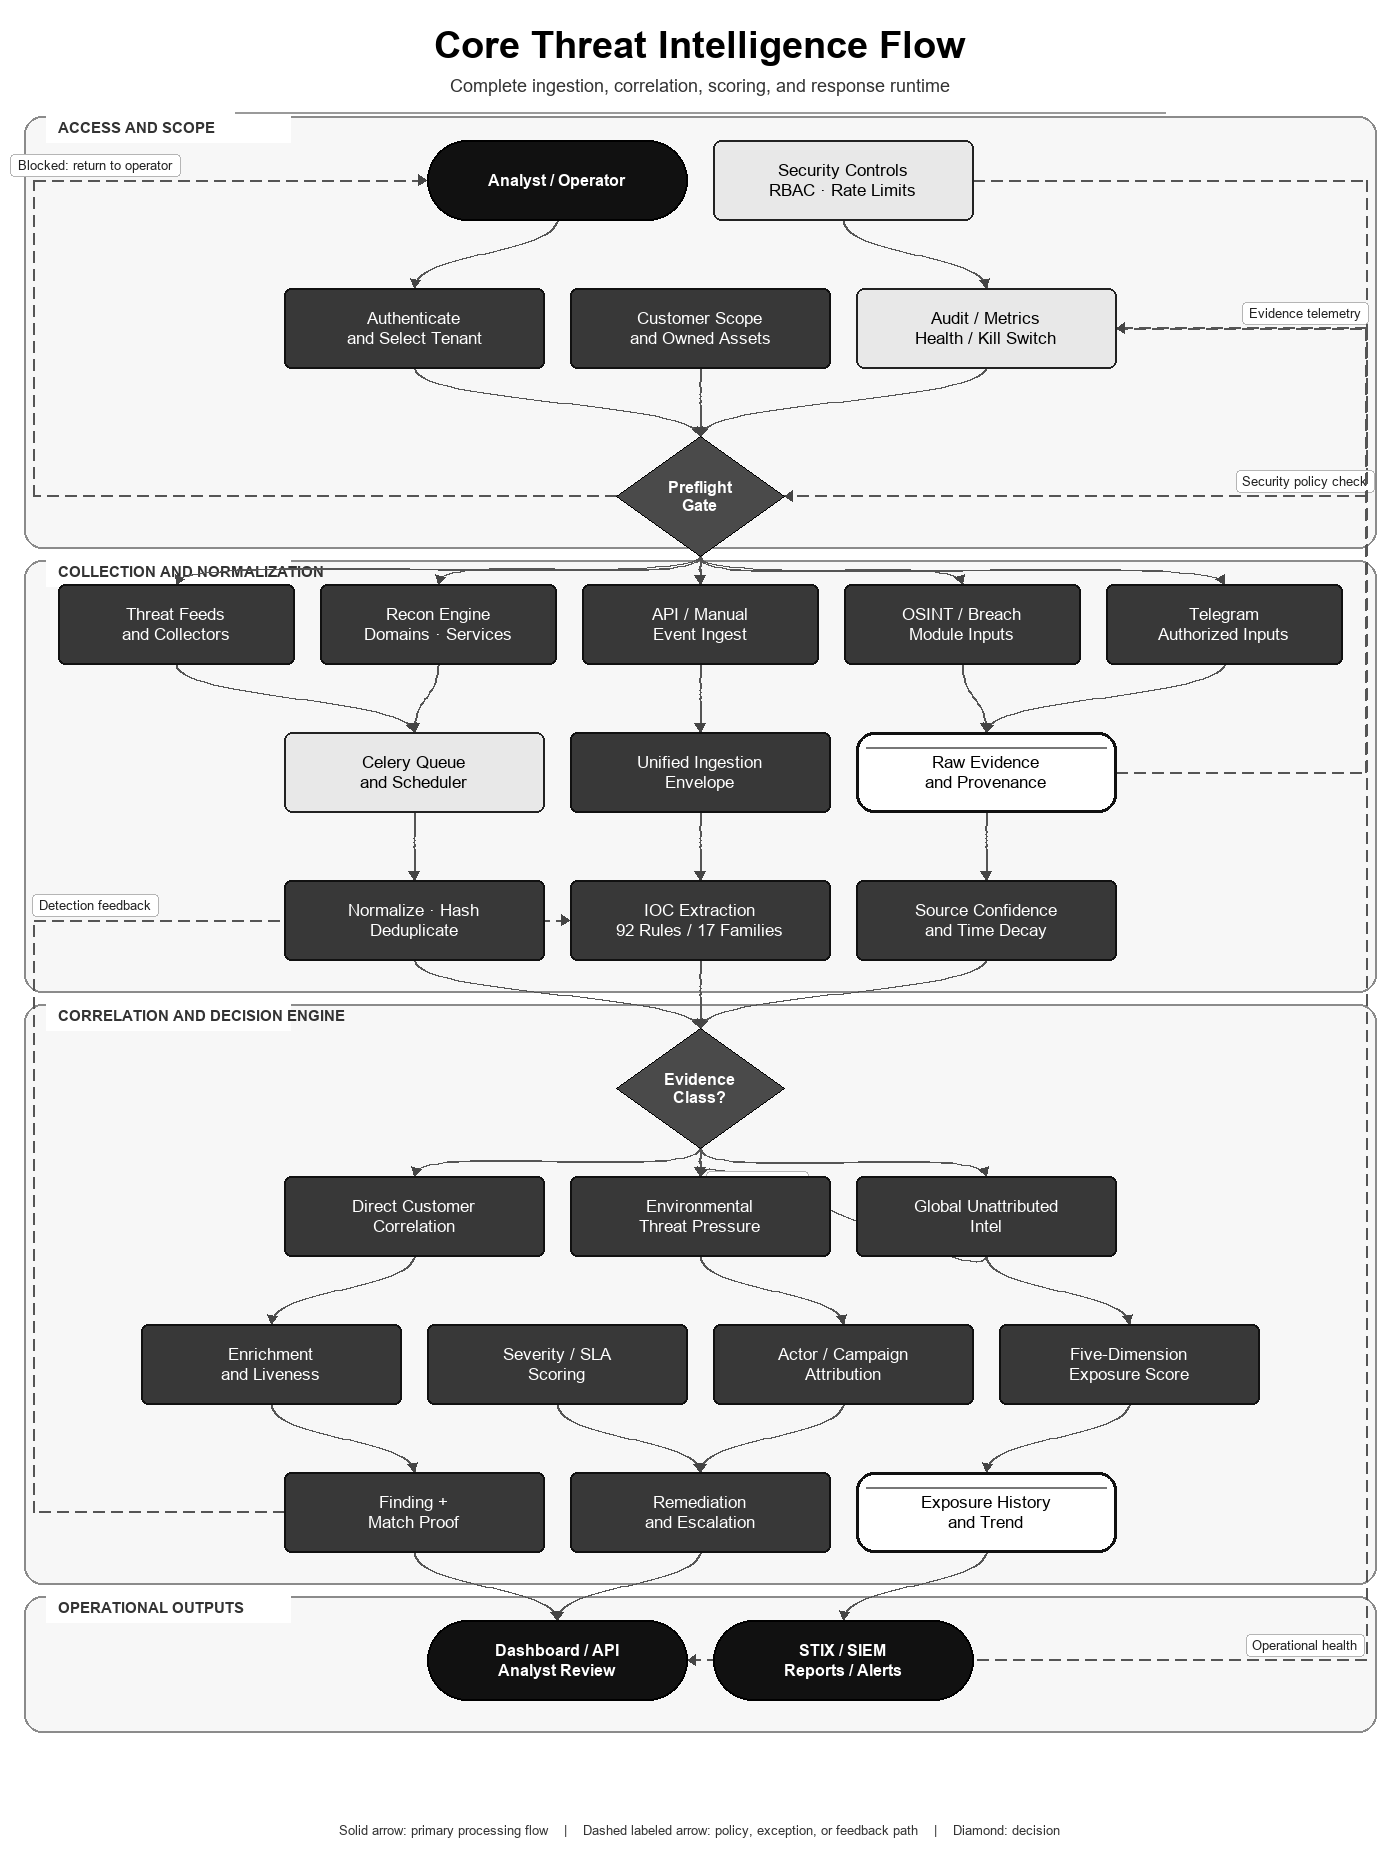 Core Threat Intelligence Flow
Complete ingestion, correlation, scoring, and response runtime
ACCESS AND SCOPE
Blocked: return to operator
Analyst / Operator
Security Controls
RBAC · Rate Limits
Authenticate
and Select Tenant
Customer Scope
and Owned Assets
Audit / Metrics
Health / Kill Switch
Evidence telemetry
Preflight
Gate
Security policy check
COLLECTION AND NORMALIZATION
Threat Feeds
and Collectors
Recon Engine
Domains · Services
API / Manual
Event Ingest
OSINT / Breach
Module Inputs
Telegram
Authorized Inputs
Celery Queue
and Scheduler
Unified Ingestion
Envelope
Raw Evidence
and Provenance
Detection feedback
Normalize · Hash
Deduplicate
IOC Extraction
92 Rules / 17 Families
Source Confidence
and Time Decay
CORRELATION AND DECISION ENGINE
Evidence
Class?
Direct Customer
Correlation
Environmental
Threat Pressure
Global Unattributed
Intel
Enrichment
and Liveness
Severity / SLA
Scoring
Actor / Campaign
Attribution
Five-Dimension
Exposure Score
Finding +
Match Proof
Remediation
and Escalation
Exposure History
and Trend
OPERATIONAL OUTPUTS
Dashboard / API
Analyst Review
STIX / SIEM
Reports / Alerts
Operational health
Solid arrow: primary processing flow | Dashed labeled arrow: policy, exception, or feedback path | Diamond: decision